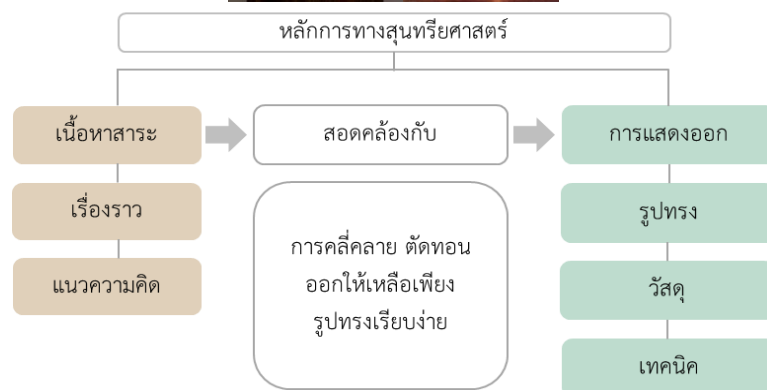 หลักการทางสุนทรียศาสตร์
เนื้อหาสาระ
สอดคล้องกับ
การแสดงออก
เรื่องราว
รูปทรง
แนวความคิด
การคลี่คลาย ตัดทอน
ออกให้เหลือเพียง
รูปทรงเรียบง่าย
วัสดุ
เทคนิค